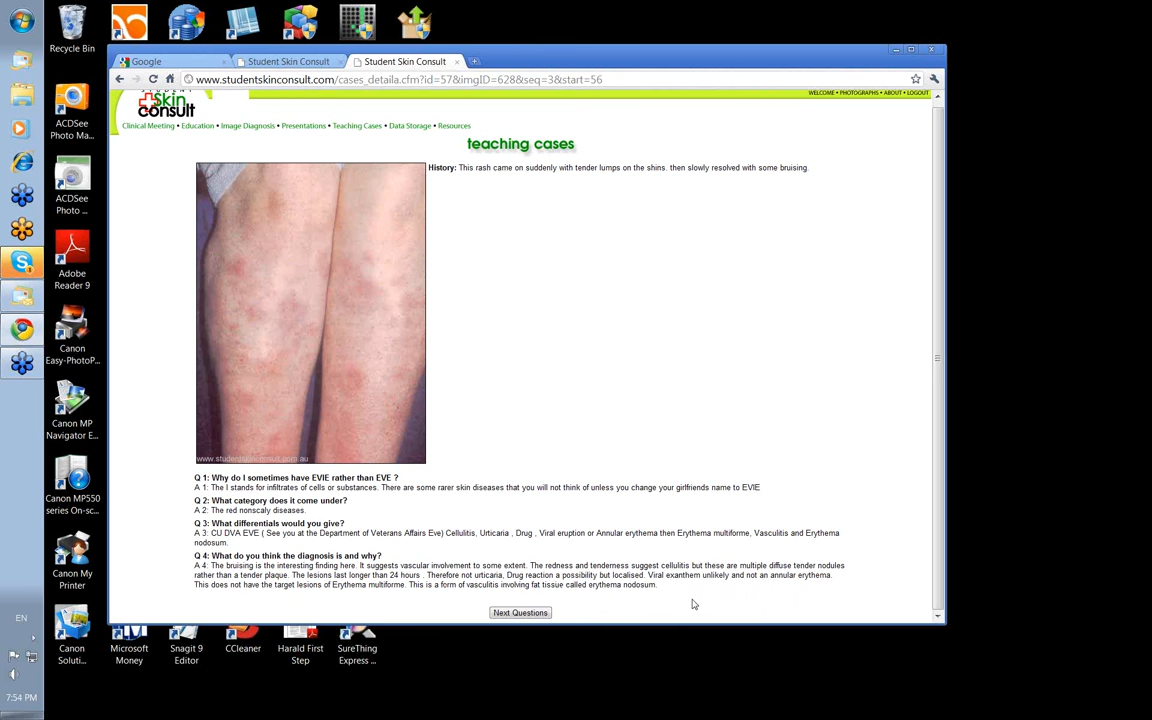 Recycle Bin
ACDSee
Photo Ma...
ACDSee
Photo ...
Adobe
Reader 9
Canon
Easy-PhotoP...
Canon MP
Navigator E...
Canon MP550
series On-sc...
Canon My
Printer
Canon
Soluti...
Microsoft
Money
Snagit 9
Editor
CCleaner
Harald First
Step
SureThing
Express ...
EN
7:54 PM
Google
Student Skin Consult
Student Skin Consult
www.studentskinconsult.com/cases_detaila.cfm?id=57&imgID=628&seq=3&start=56
WELCOME • PHOTOGRAPHS • ABOUT • LOGOUT
Skin
consult
Clinical Meeting • Education • Image Diagnosis • Presentations • Teaching Cases • Data Storage • Resources
teaching cases
History: This rash came on suddenly with tender lumps on the shins. then slowly resolved with some bruising.
www.studentskinconsult.com.au
Q 1: Why do I sometimes have EVIE rather than EVE ?
A 1: The I stands for infiltrates of cells or substances. There are some rarer skin diseases that you will not think of unless you change your girlfriends name to EVIE
Q 2: What category does it come under?
A 2: The red nonscaly diseases.
Q 3: What differentials would you give?
A 3: CU DVA EVE ( See you at the Department of Veterans Affairs Eve) Cellulitis, Urticaria , Drug , Viral eruption or Annular erythema then Erythema multiforme, Vasculitis and Erythema
nodosum.
Q 4: What do you think the diagnosis is and why?
A 4: The bruising is the interesting finding here. It suggests vascular involvement to some extent. The redness and tenderness suggest cellulitis but these are multiple diffuse tender nodules
rather than a tender plaque. The lesions last longer than 24 hours . Therefore not urticaria, Drug reaction a possibility but localised. Viral exanthem unlikely and not an annular erythema.
This does not have the target lesions of Erythema multiforme. This is a form of vasculitis involving fat tissue called erythema nodosum.
Next Questions